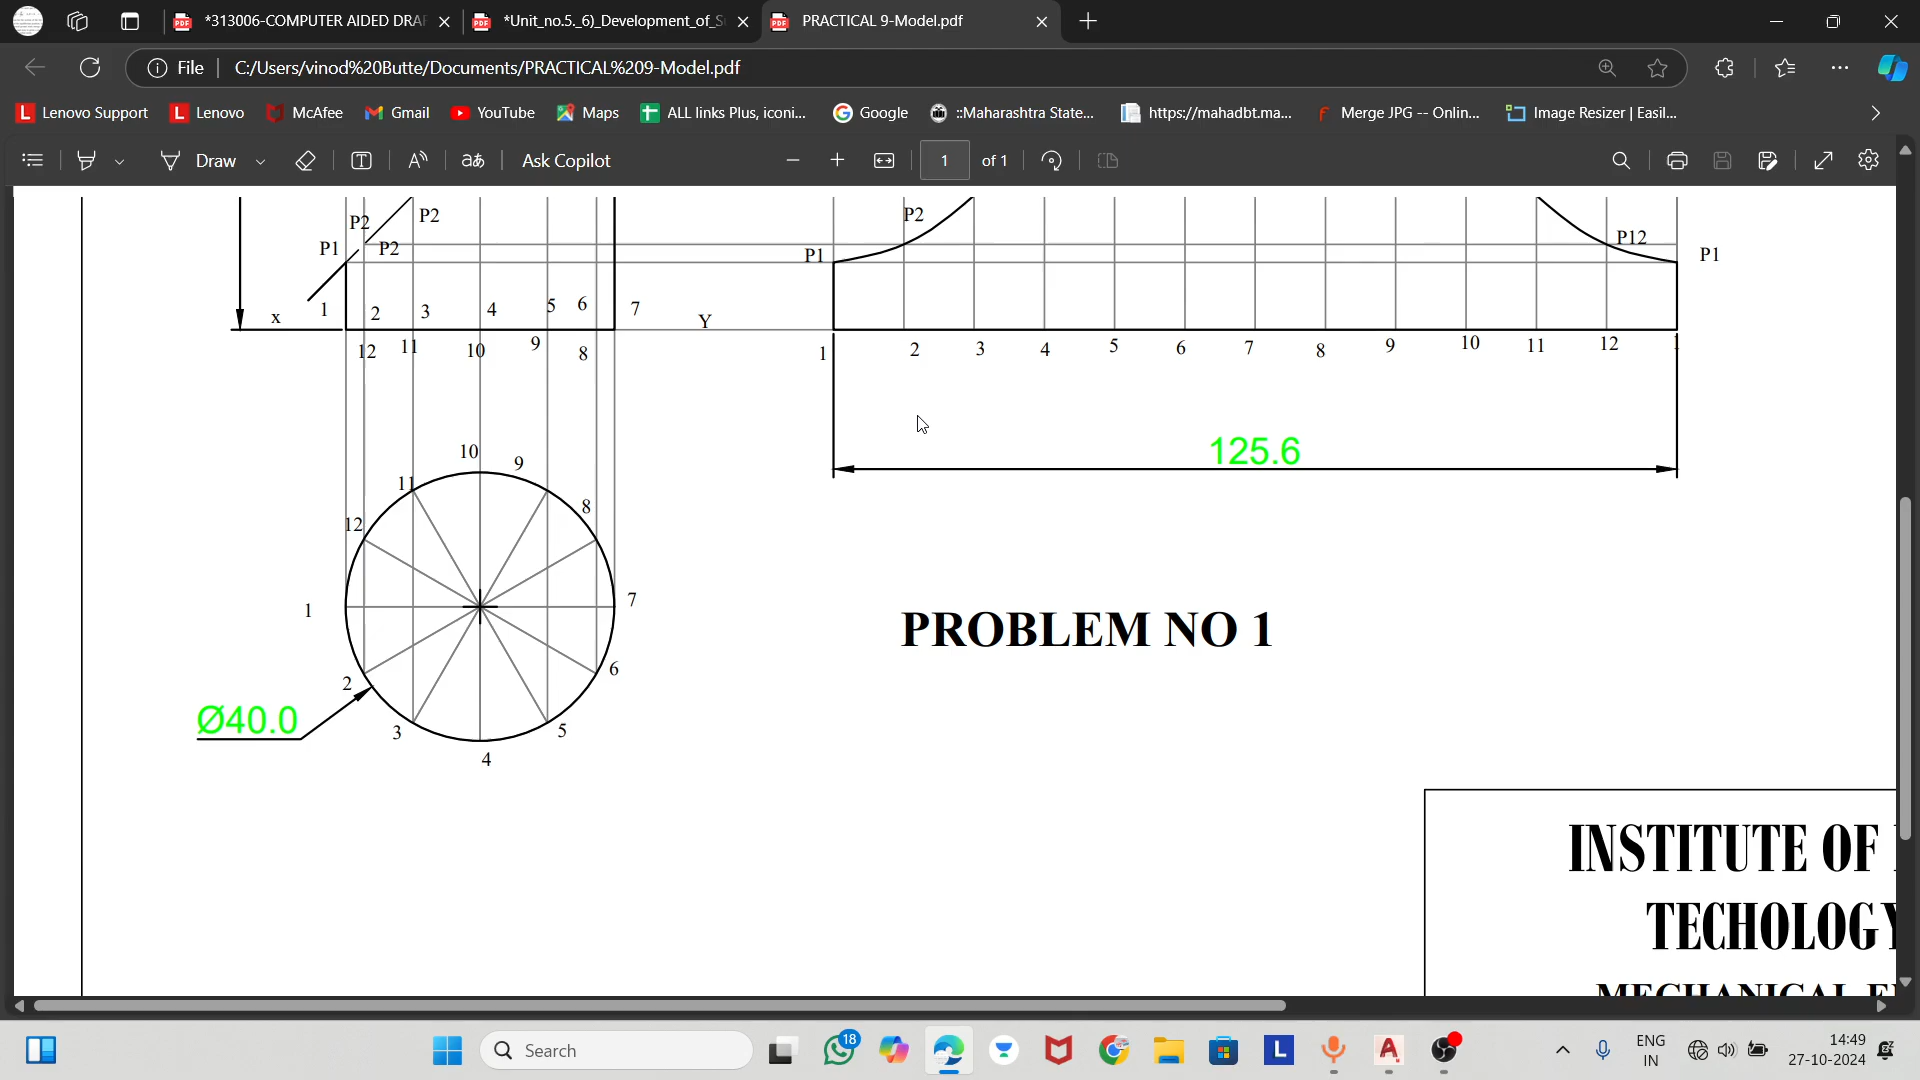 *313006-COMPUTER AIDED DRAF
*Unit_no.5._6)_Development_of_S
PRACTICAL 9-Model.pdf
File
C:/Users/vinod%20Butte/Documents/PRACTICAL%209-Model.pdf
Lenovo Support
Lenovo
McAfee
Gmail
YouTube
Maps
ALL links Plus, iconi...
Google
::Maharashtra State...
https://mahadbt.ma...
Merge JPG -- Onlin...
Image Resizer | Easil...
Draw
Ask Copilot
1
of 1
P2 P2 P2
P1 P2 P12
P1 P1
1 2 3 4 5 6 7
x Y
12 11 10 9 8
1 2 3 4 5 6 7 8 9 10 11 12 1
125.6
10 9
11 8
12
1 7
2 6
3 5
4
Ø40.0
PROBLEM NO 1
INSTITUTE OF
TECHOLOGY
MECHANICAL
Search
18
ENG
IN
14:49
27-10-2024